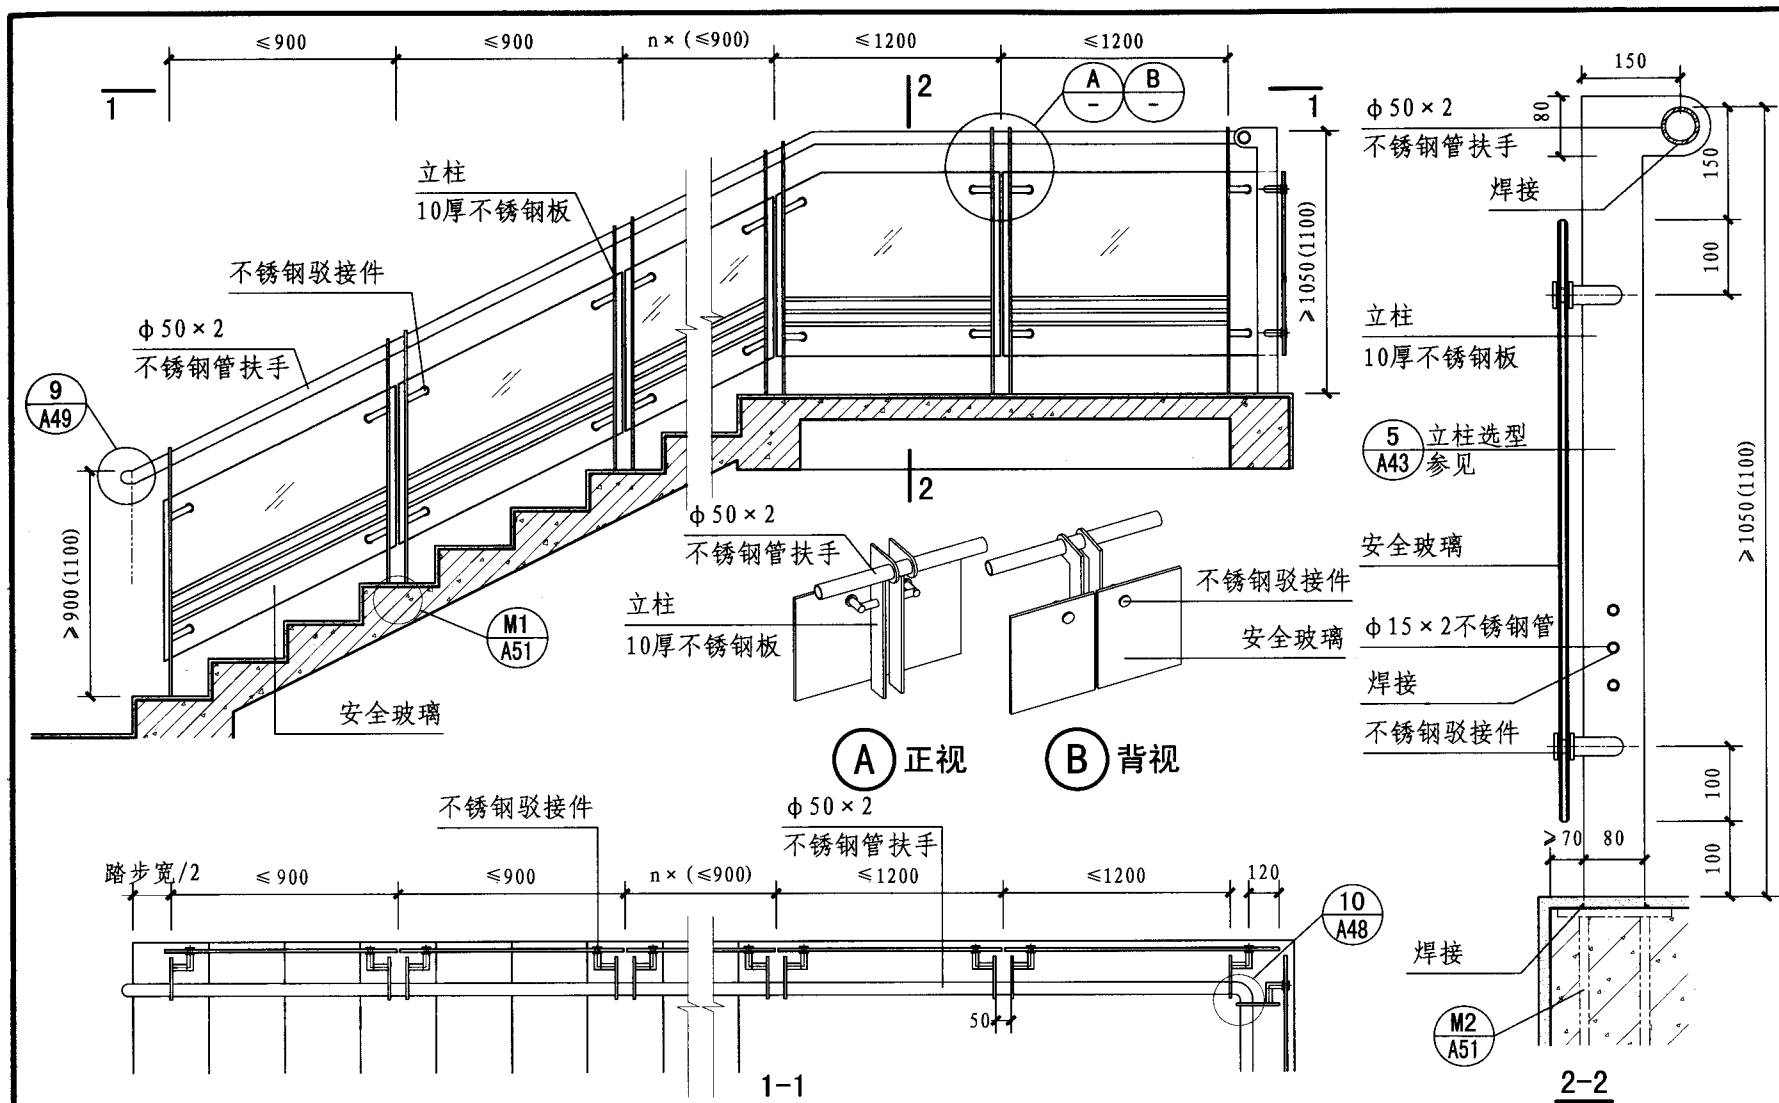 ≤900
≤900
n×(≤900)
≤1200
≤1200
1
2
A
-
B
-
1
立柱
10厚不锈钢板
不锈钢驳接件
φ50×2
不锈钢管扶手
9
A49
≥900(1100)
≥1050(1100)
2
M1
A51
安全玻璃
φ50×2
不锈钢管扶手
立柱
10厚不锈钢板
不锈钢驳接件
安全玻璃
A 正视
B 背视
150
80
φ50×2
不锈钢管扶手
焊接
150
100
立柱
10厚不锈钢板
5
A43
立柱选型
参见
≥1050(1100)
安全玻璃
φ15×2不锈钢管
焊接
不锈钢驳接件
100
≥70
80
100
焊接
M2
A51
2-2
不锈钢驳接件
φ50×2
不锈钢管扶手
踏步宽/2
≤900
≤900
n×(≤900)
≤1200
≤1200
120
10
A48
50
1-1